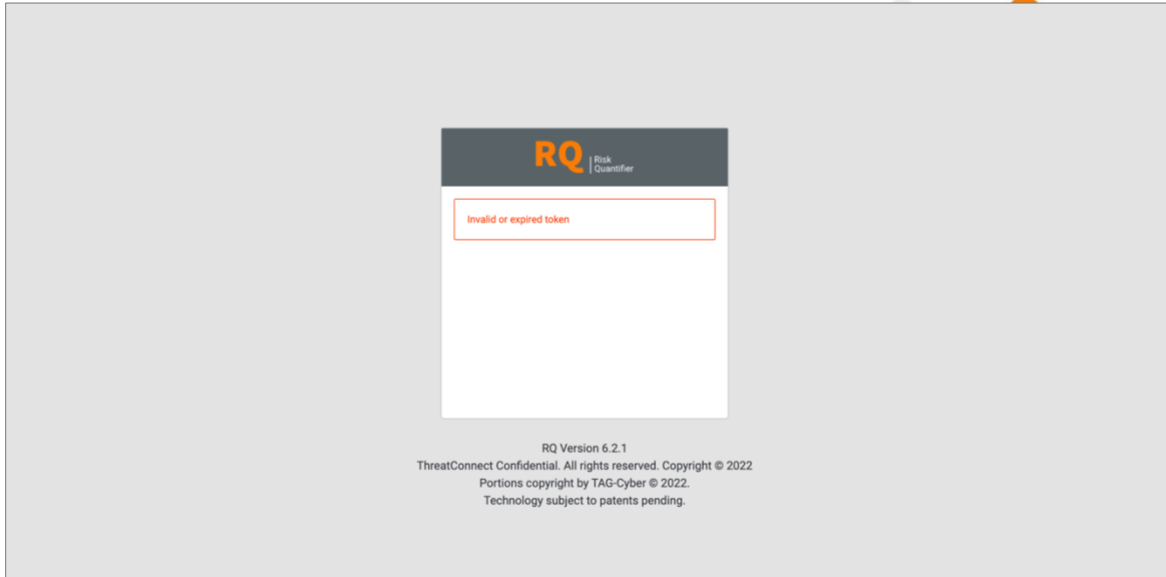 RQ Risk
Quantifier
Invalid or expired token
RQ Version 6.2.1
ThreatConnect Confidential. All rights reserved. Copyright © 2022
Portions copyright by TAG-Cyber © 2022.
Technology subject to patents pending.